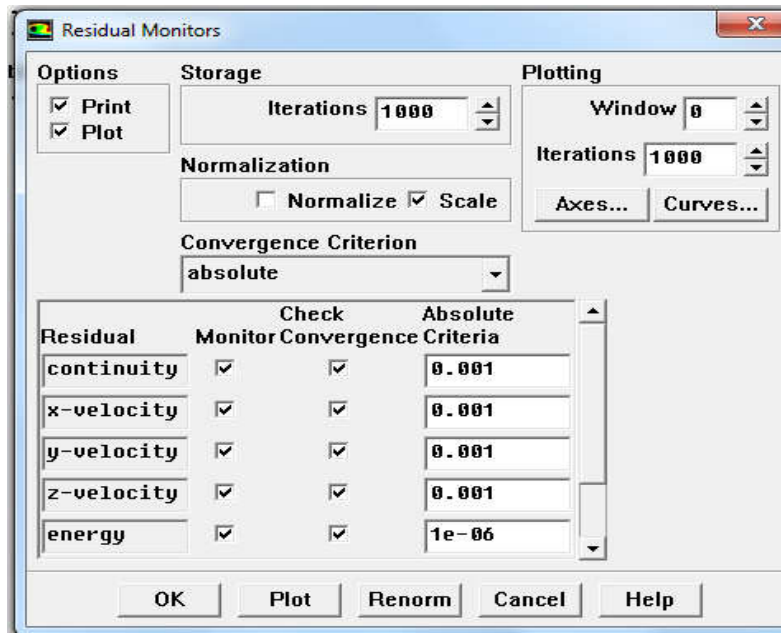 Residual Monitors
Options
Print
Plot
Storage
Iterations 1000
Normalization
Normalize Scale
Convergence Criterion
absolute
Plotting
Window 0
Iterations 1000
Axes... Curves...
Residual Monitor Check Convergence Absolute Criteria
continuity 0.001
x-velocity 0.001
y-velocity 0.001
z-velocity 0.001
energy 1e-06
OK Plot Renorm Cancel Help